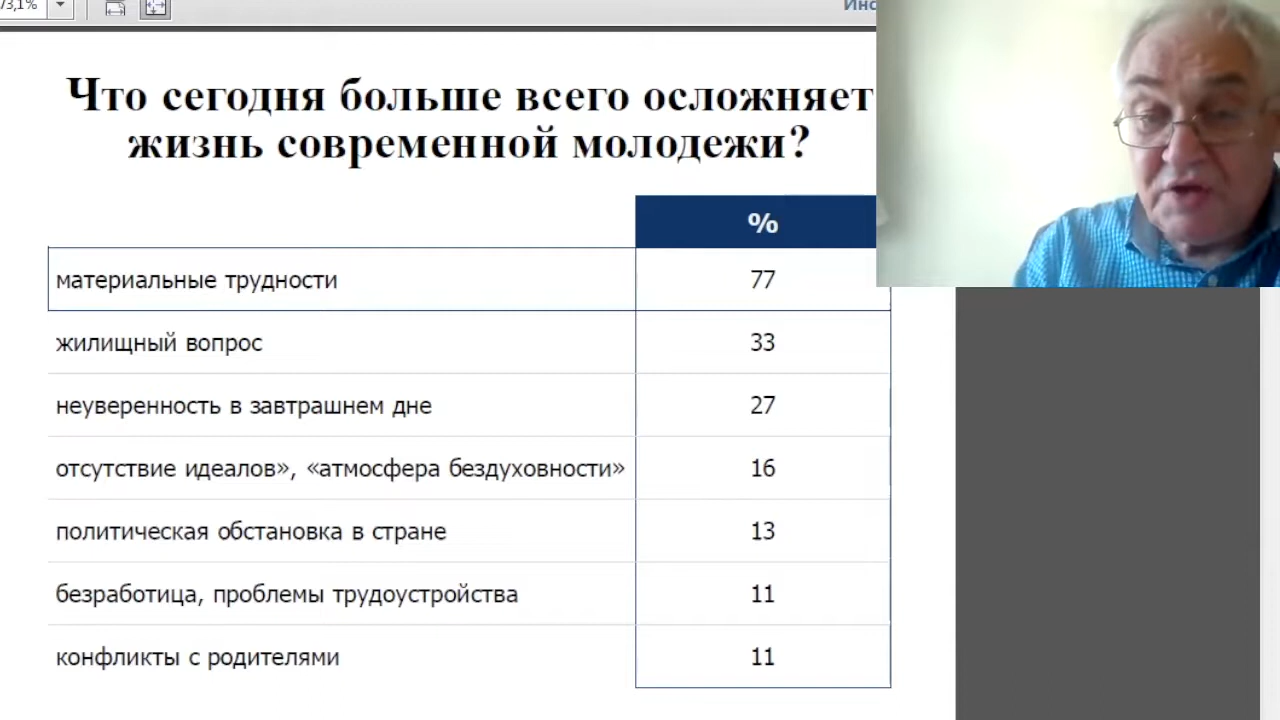 73,1%
Что сегодня больше всего осложняет
жизнь современной молодежи?
%
материальные трудности 77
жилищный вопрос 33
неуверенность в завтрашнем дне 27
отсутствие идеалов», «атмосфера бездуховности» 16
политическая обстановка в стране 13
безработица, проблемы трудоустройства 11
конфликты с родителями 11